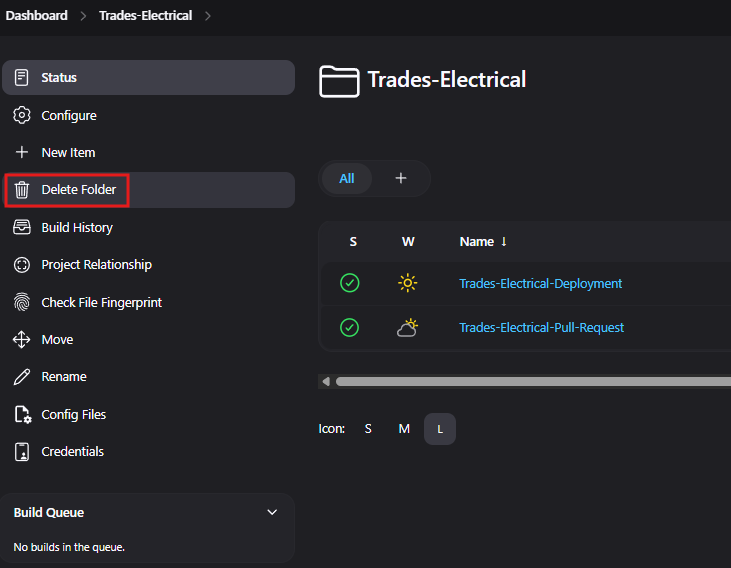 Dashboard > Trades-Electrical >
Status
Configure
New Item
Delete Folder
Build History
Project Relationship
Check File Fingerprint
Move
Rename
Config Files
Credentials
Build Queue
No builds in the queue.
Trades-Electrical
All +
S W Name ↓
Trades-Electrical-Deployment
Trades-Electrical-Pull-Request
Icon: S M L